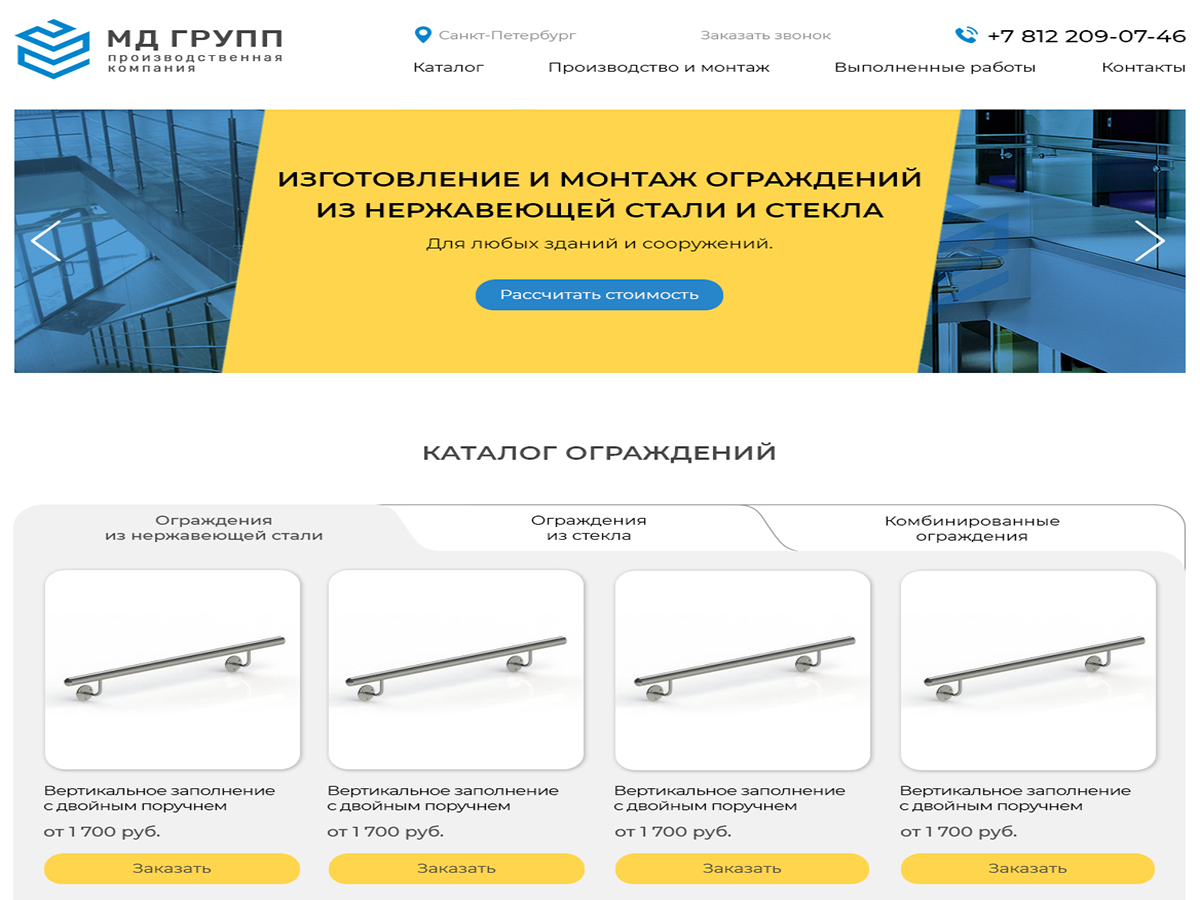 МД ГРУПП
производственная
компания
Санкт-Петербург
Заказать звонок
+7 812 209-07-46
Каталог
Производство и монтаж
Выполненные работы
Контакты
ИЗГОТОВЛЕНИЕ И МОНТАЖ ОГРАЖДЕНИЙ
ИЗ НЕРЖАВЕЮЩЕЙ СТАЛИ И СТЕКЛА
Для любых зданий и сооружений.
Рассчитать стоимость
КАТАЛОГ ОГРАЖДЕНИЙ
Ограждения
из нержавеющей стали
Ограждения
из стекла
Комбинированные
ограждения
Вертикальное заполнение
с двойным поручнем
от 1 700 руб.
Заказать
Вертикальное заполнение
с двойным поручнем
от 1 700 руб.
Заказать
Вертикальное заполнение
с двойным поручнем
от 1 700 руб.
Заказать
Вертикальное заполнение
с двойным поручнем
от 1 700 руб.
Заказать